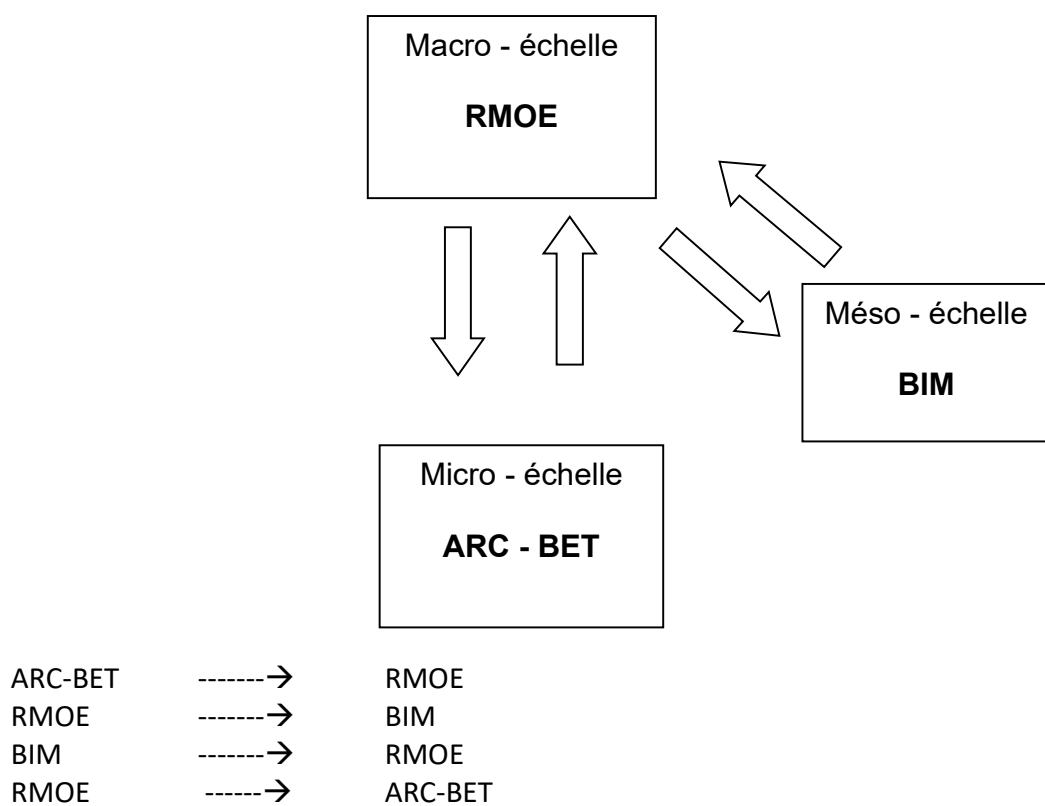 Macro - échelle
RMOE
Méso - échelle
BIM
Micro - échelle
ARC - BET
ARC-BET -------→ RMOE
RMOE -------→ BIM
BIM -------→ RMOE
RMOE ------→ ARC-BET